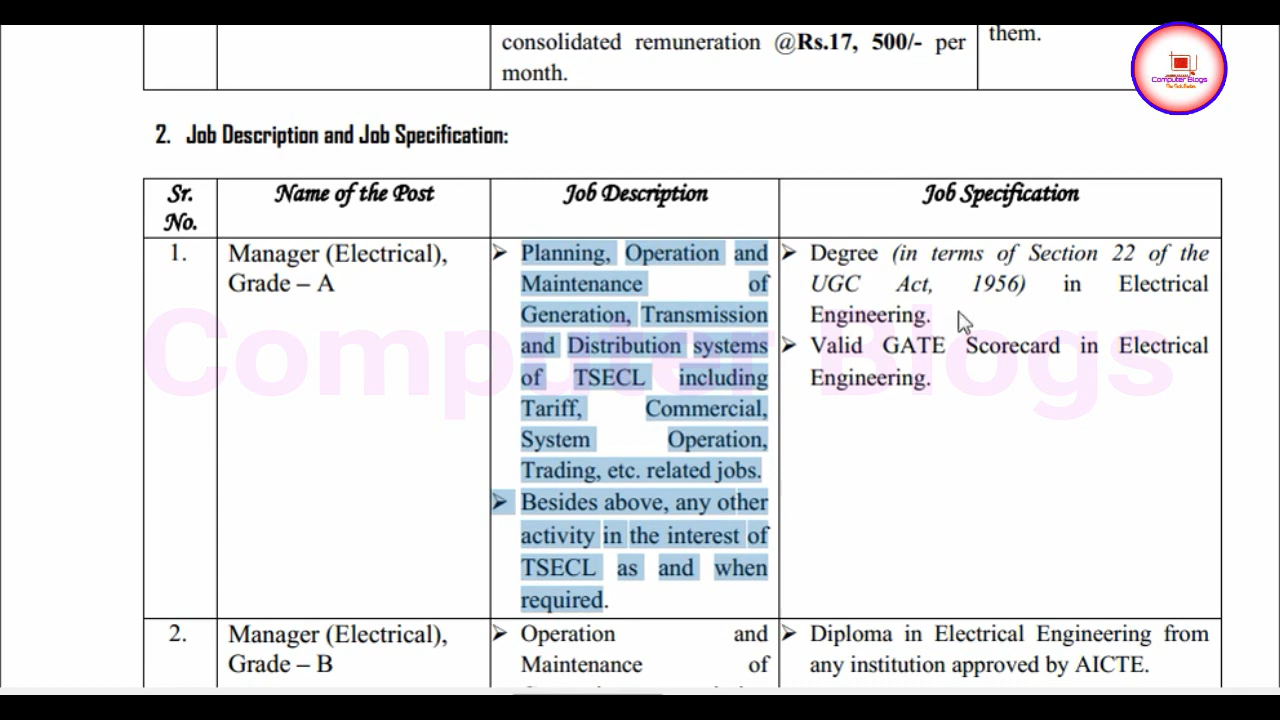 consolidated remuneration @Rs.17, 500/- per
month.
them.
Computer Blogs
2. Job Description and Job Specification:
Sr. No.
Name of the Post
Job Description
Job Specification
1.
Manager (Electrical),
Grade – A
➢ Planning, Operation and
Maintenance of
Generation, Transmission
and Distribution systems
of TSECL including
Tariff, Commercial,
System Operation,
Trading, etc. related jobs.
➢ Besides above, any other
activity in the interest of
TSECL as and when
required.
➢ Degree (in terms of Section 22 of the
UGC Act, 1956) in Electrical
Engineering.
➢ Valid GATE Scorecard in Electrical
Engineering.
Computer Blogs
2.
Manager (Electrical),
Grade – B
➢ Operation and
Maintenance of
➢ Diploma in Electrical Engineering from
any institution approved by AICTE.